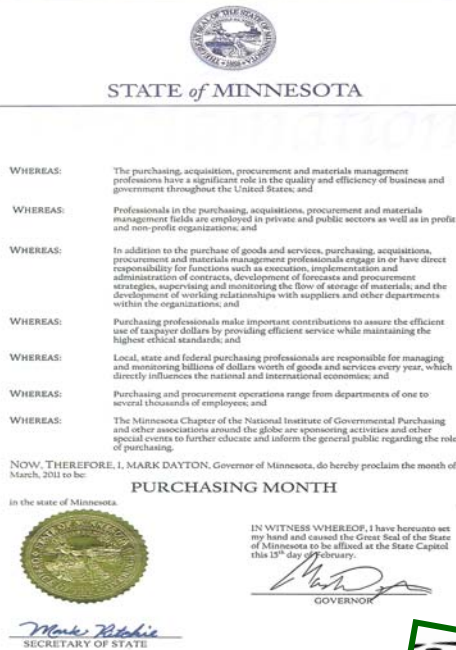 STATE of MINNESOTA
WHEREAS: The purchasing, acquisition, procurement and materials management
professions have a significant role in the quality and efficiency of business and
government throughout the United States; and
WHEREAS: Professionals in the purchasing, acquisitions, procurement and materials
management fields are employed in private and public sectors as well as in profit
and non-profit organizations; and
WHEREAS: In addition to the purchase of goods and services, purchasing, acquisitions,
procurement and materials management professionals engage in or have direct
responsibility for functions such as execution, implementation and
administration of contracts, development of forecasts and procurement
strategies, supervising and monitoring the flow of storage of materials; and the
development of working relationships with suppliers and other departments
within the organizations; and
WHEREAS: Purchasing professionals make important contributions to assure the efficient
use of taxpayer dollars by providing efficient service while maintaining the
highest ethical standards; and
WHEREAS: Local, state and federal purchasing professionals are responsible for managing
and monitoring billions of dollars worth of goods and services every year, which
directly influences the national and international economies; and
WHEREAS: Purchasing and procurement operations range from departments of one to
several thousands of employees; and
WHEREAS: The Minnesota Chapter of the National Institute of Governmental Purchasing
and other associations around the globe are sponsoring activities and other
special events to further educate and inform the general public regarding the role
of purchasing.
NOW, THEREFORE, I, MARK DAYTON, Governor of Minnesota, do hereby proclaim the month of
March, 2011 to be:
PURCHASING MONTH
in the state of Minnesota.
IN WITNESS WHEREOF, I have hereunto set
my hand and caused the Great Seal of the State
of Minnesota to be affixed at the State Capitol
this 15th day of February.
GOVERNOR
Mark Ritchie
SECRETARY OF STATE